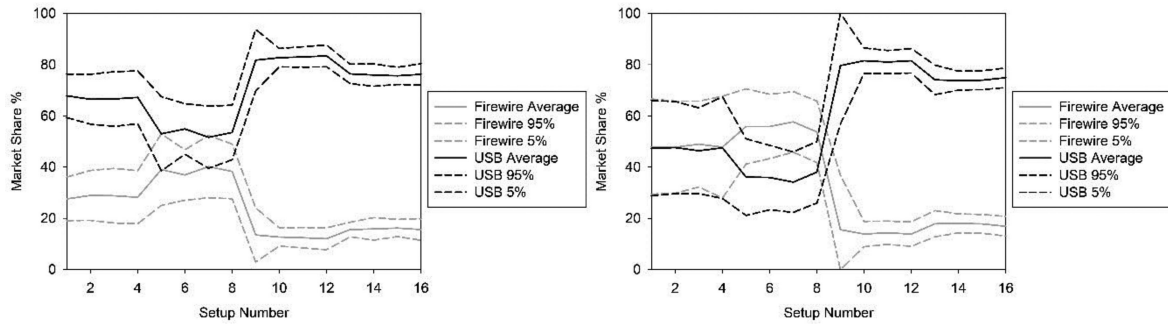 100
80
60
40
20
0
Market Share %
2 4 6 8 10 12 14 16
Setup Number
Firewire Average
Firewire 95%
Firewire 5%
USB Average
USB 95%
USB 5%
100
80
60
40
20
0
Market Share %
2 4 6 8 10 12 14 16
Setup Number
Firewire Average
Firewire 95%
Firewire 5%
USB Average
USB 95%
USB 5%